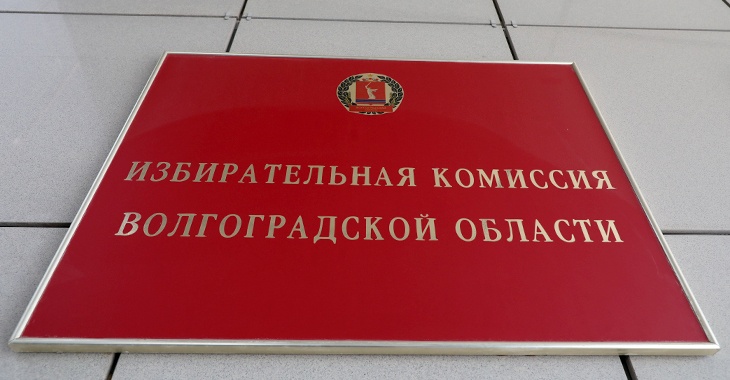 ИЗБИРАТЕЛЬНАЯ КОМИССИЯ
ВОЛГОГРАДСКОЙ ОБЛАСТИ